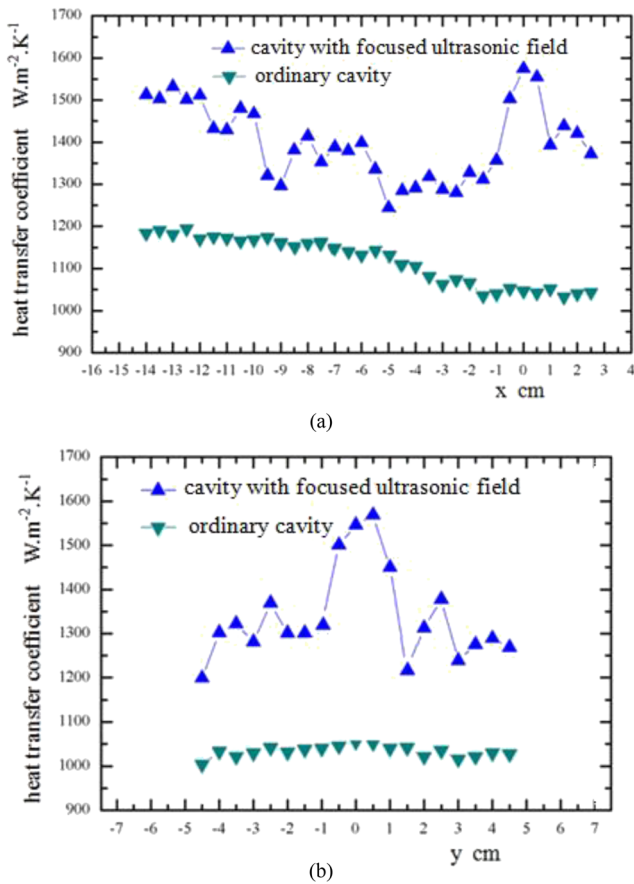 1700
1600
1500
1400
1300
1200
1100
1000
900
heat transfer coefficient W.m-2.K-1
cavity with focused ultrasonic field
ordinary cavity
-16 -15 -14 -13 -12 -11 -10 -9 -8 -7 -6 -5 -4 -3 -2 -1 0 1 2 3 4
x cm
(a)
1700
1600
1500
1400
1300
1200
1100
1000
900
heat transfer coefficient W.m-2.K-1
cavity with focused ultrasonic field
ordinary cavity
-7 -6 -5 -4 -3 -2 -1 0 1 2 3 4 5 6 7
y cm
(b)